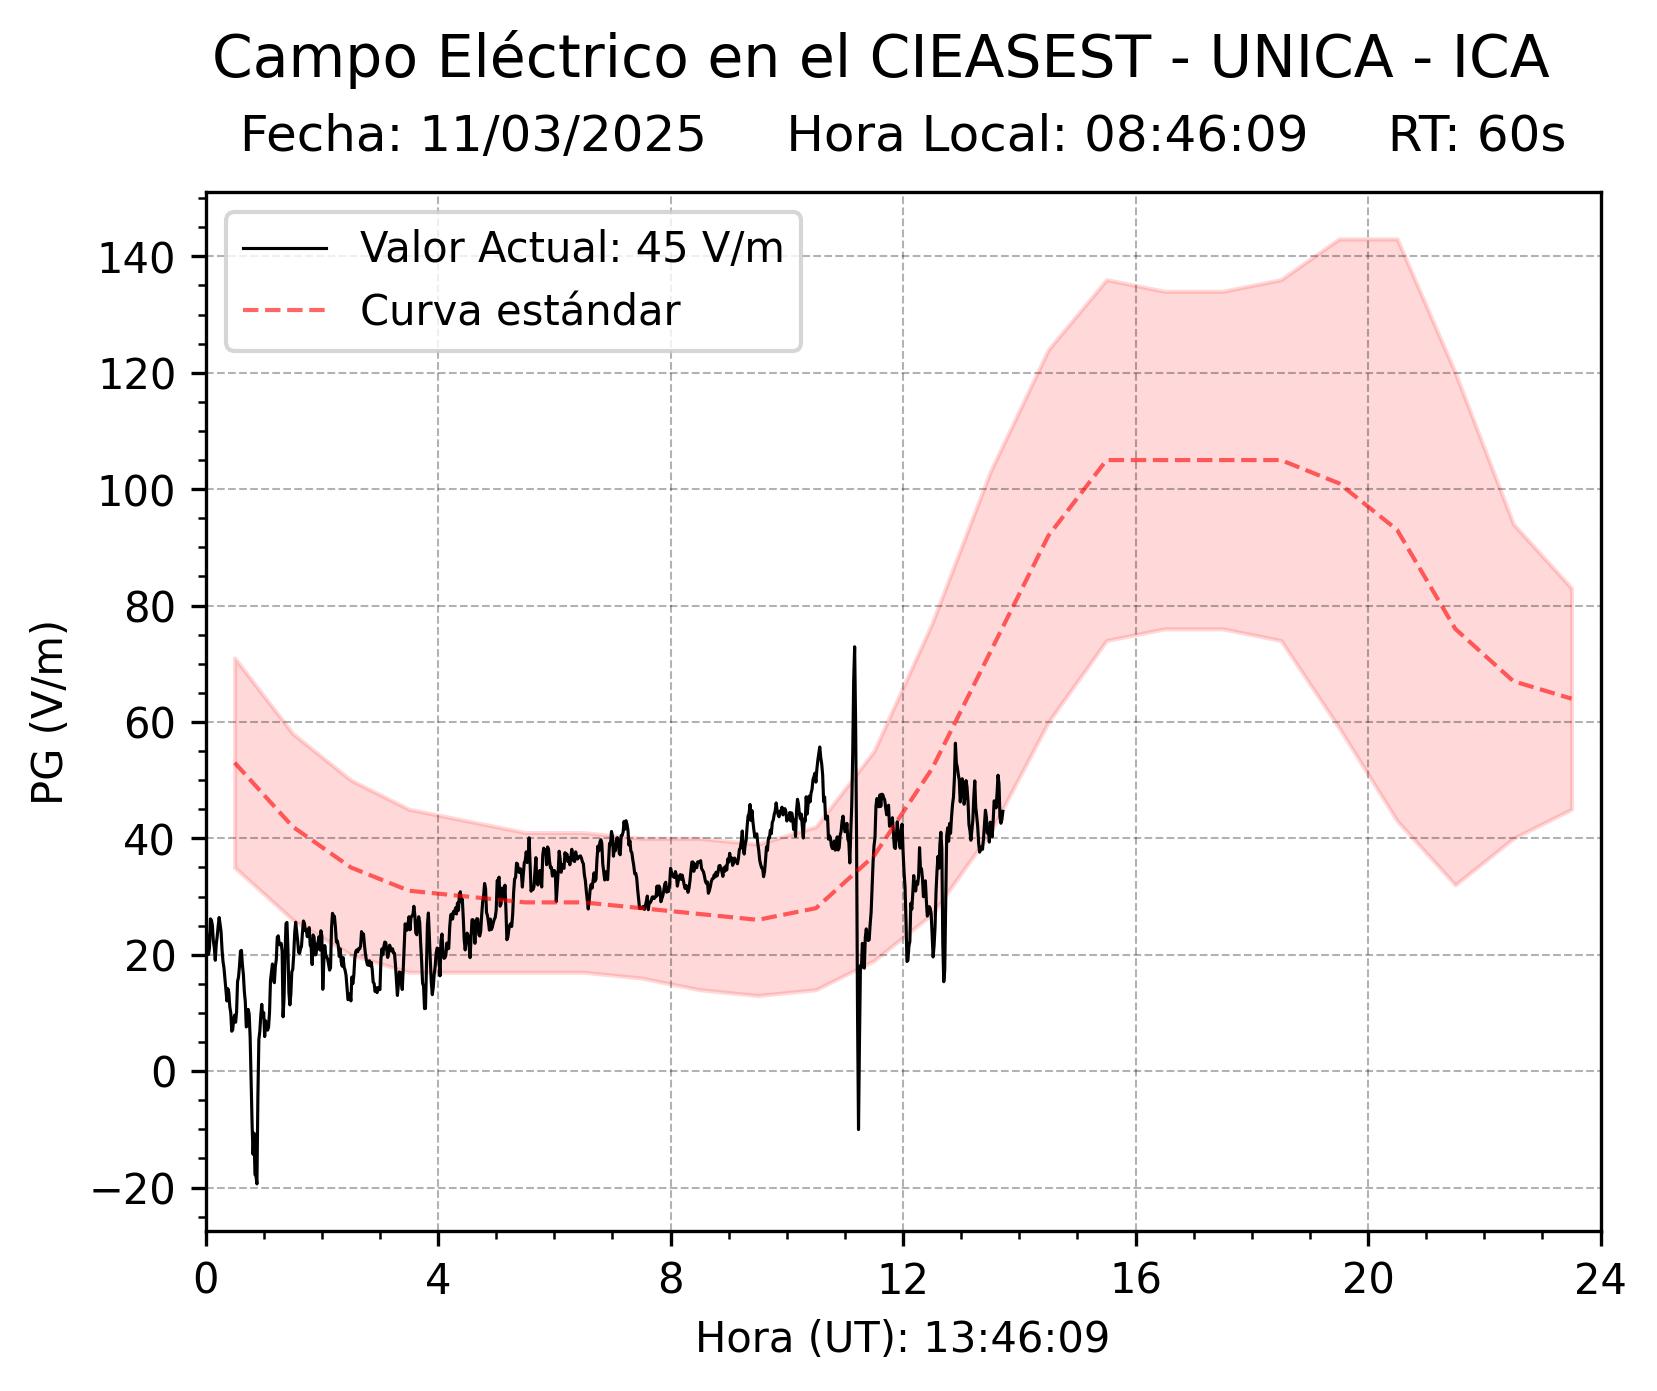 Campo Eléctrico en el CIEASEST - UNICA - ICA
Fecha: 11/03/2025 Hora Local: 08:46:09 RT: 60s
Valor Actual: 45 V/m
Curva estándar
140
120
100
80
60
40
20
0
−20
PG (V/m)
0 4 8 12 16 20 24
Hora (UT): 13:46:09